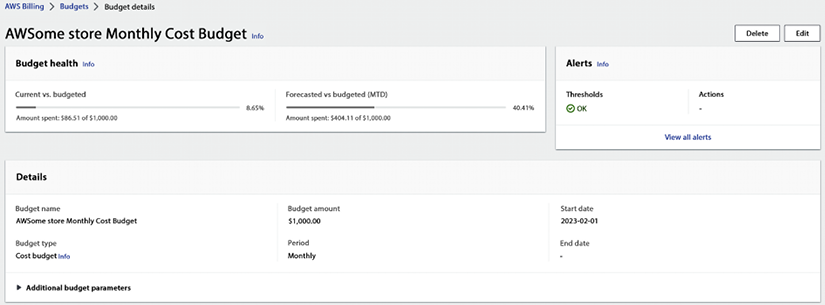 AWS Billing > Budgets > Budget details
AWSome store Monthly Cost Budget Info
Delete Edit
Budget health Info
Current vs. budgeted
8.65%
Amount spent: $86.51 of $1,000.00
Forecasted vs budgeted (MTD)
40.41%
Amount spent: $404.11 of $1,000.00
Alerts Info
Thresholds
OK
Actions
-
View all alerts
Details
Budget name
AWSome store Monthly Cost Budget
Budget type
Cost budget Info
Budget amount
$1,000.00
Period
Monthly
Start date
2023-02-01
End date
-
Additional budget parameters